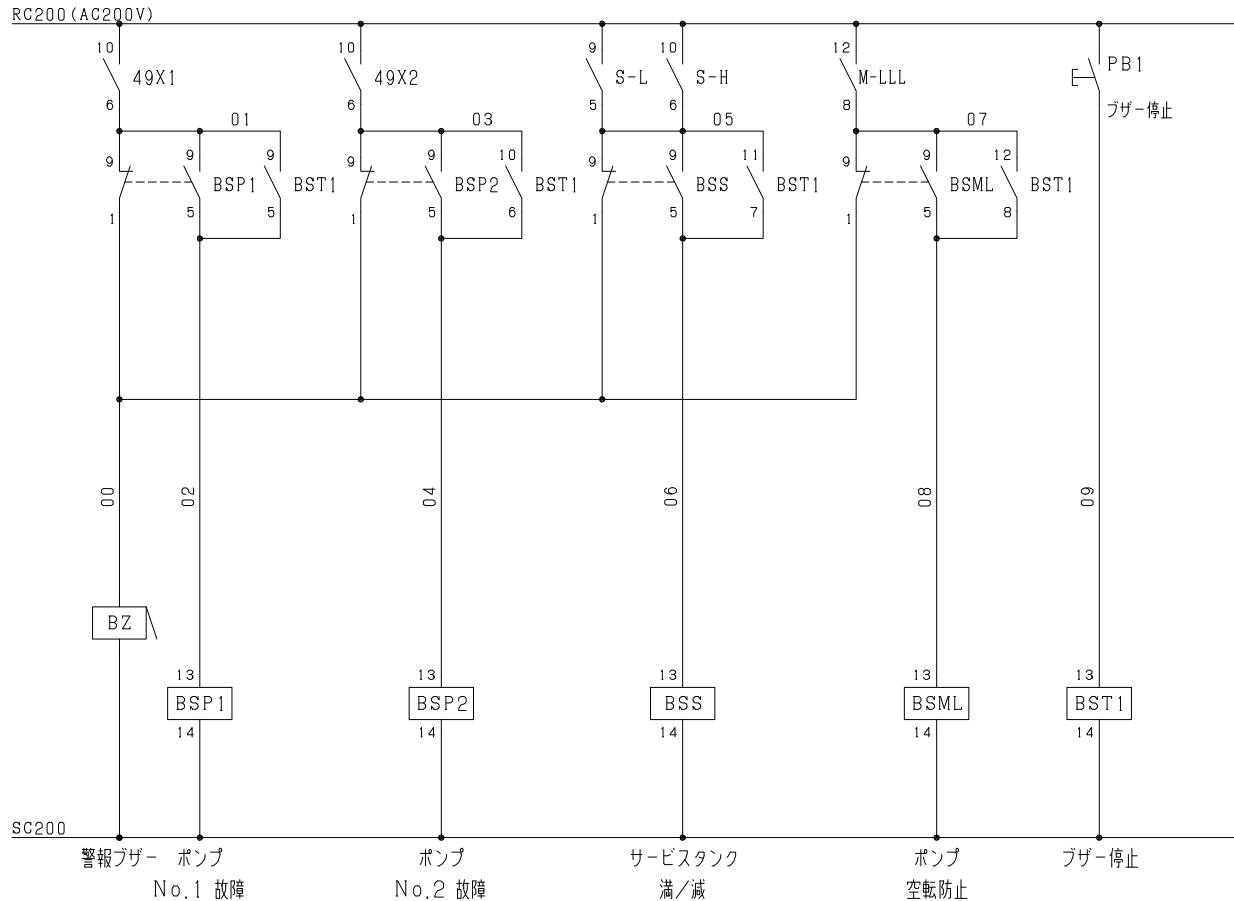 RC200(AC200V)
10 10 9 10 12
49X1 49X2 S-L S-H M-LLL PB1
6 6 5 6 8 ブザー停止
01 03 05 07
9 9 9 9 9 10 9 9 11 9 9 12
BSP1 BST1 BSP2 BST1 BSS BST1 BSML BST1
1 5 5 1 5 6 1 5 7 1 5 8
00 02 04 06 08 09
BZ
13 13 13 13 13
BSP1 BSP2 BSS BSML BST1
14 14 14 14 14
SC200
警報ブザー ポンプ ポンプ サービスタンク ポンプ ブザー停止
No.1 故障 No.2 故障 満/減 空転防止